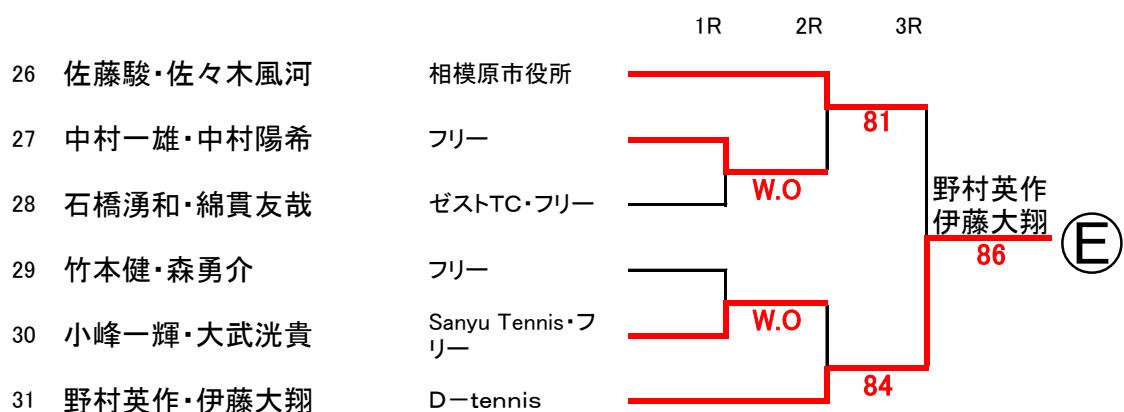 1R 2R 3R
26 佐藤駿・佐々木風河 相模原市役所
81
27 中村一雄・中村陽希 フリー
W.O
28 石橋湧和・綿貫友哉 ゼストTC・フリー
野村英作
伊藤大翔
86
E
29 竹本健・森勇介 フリー
W.O
30 小峰一輝・大武洸貴 Sanyu Tennis・フ
リー
84
31 野村英作・伊藤大翔 D－tennis